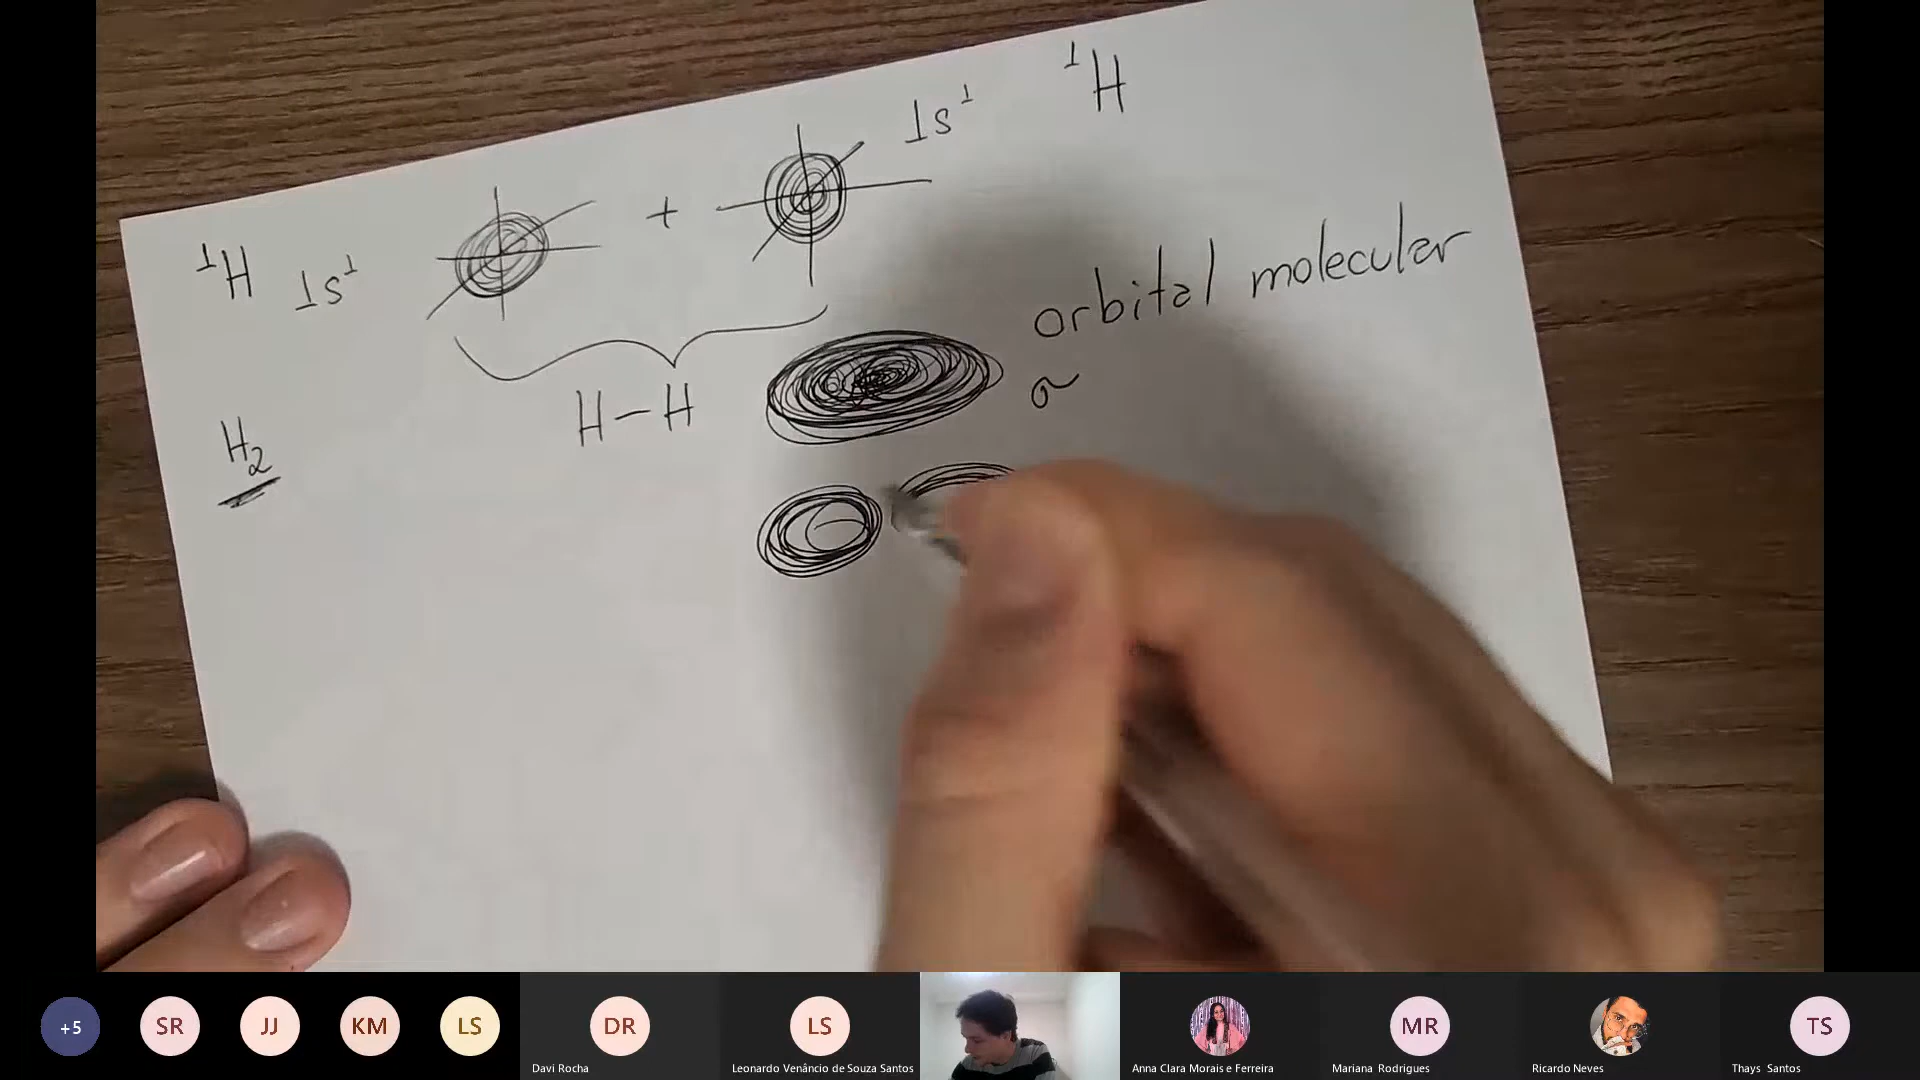 ¹H
1s¹
+
1s¹
¹H
orbital molecular
σ
H–H
H₂
+5
SR
JJ
KM
LS
DR
LS
MR
TS
Davi Rocha
Leonardo Venâncio de Souza Santos
Anna Clara Morais e Ferreira
Mariana Rodrigues
Ricardo Neves
Thays Santos